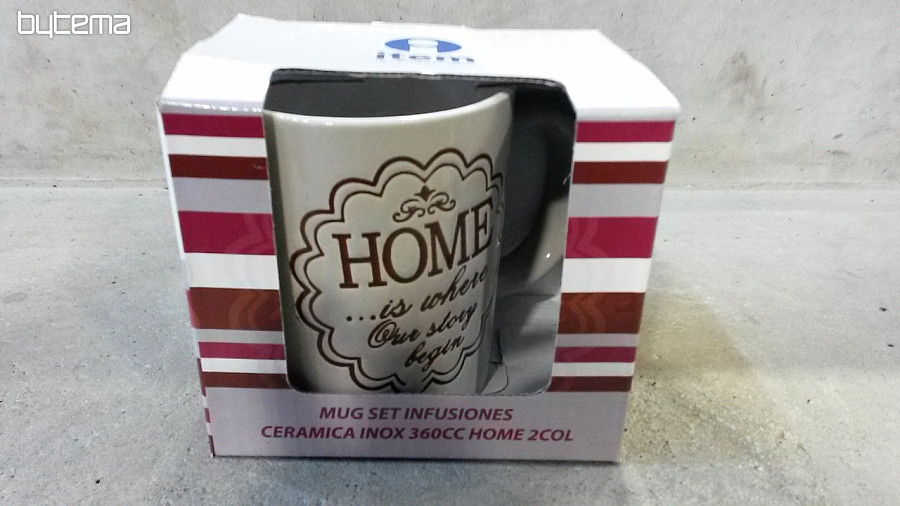 bytema
item
HOME
...is where
Our story
begin
MUG SET INFUSIONES
CERAMICA INOX 360CC HOME 2COL